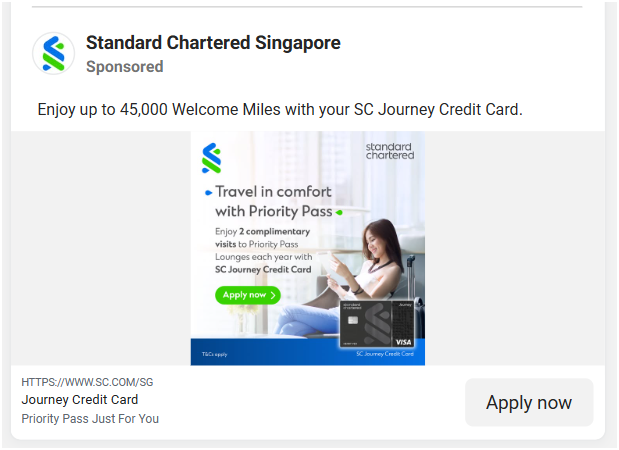 Standard Chartered Singapore
Sponsored
Enjoy up to 45,000 Welcome Miles with your SC Journey Credit Card.
standard
chartered
Travel in comfort
with Priority Pass
Enjoy 2 complimentary
visits to Priority Pass
Lounges each year with
SC Journey Credit Card
Apply now
Journey
VISA
T&Cs apply
SC Journey Credit Card
HTTPS://WWW.SC.COM/SG
Journey Credit Card
Priority Pass Just For You
Apply now